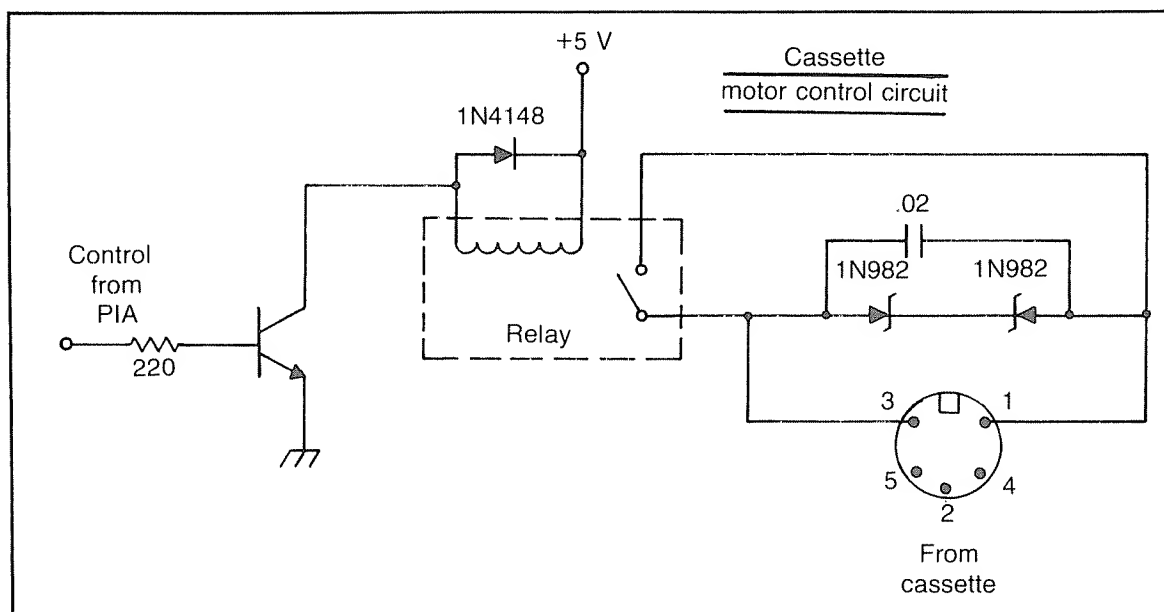 +5 V
Cassette
motor control circuit
1N4148
.02
1N982
1N982
Control
from
PIA
220
Relay
3
1
5
4
2
From
cassette